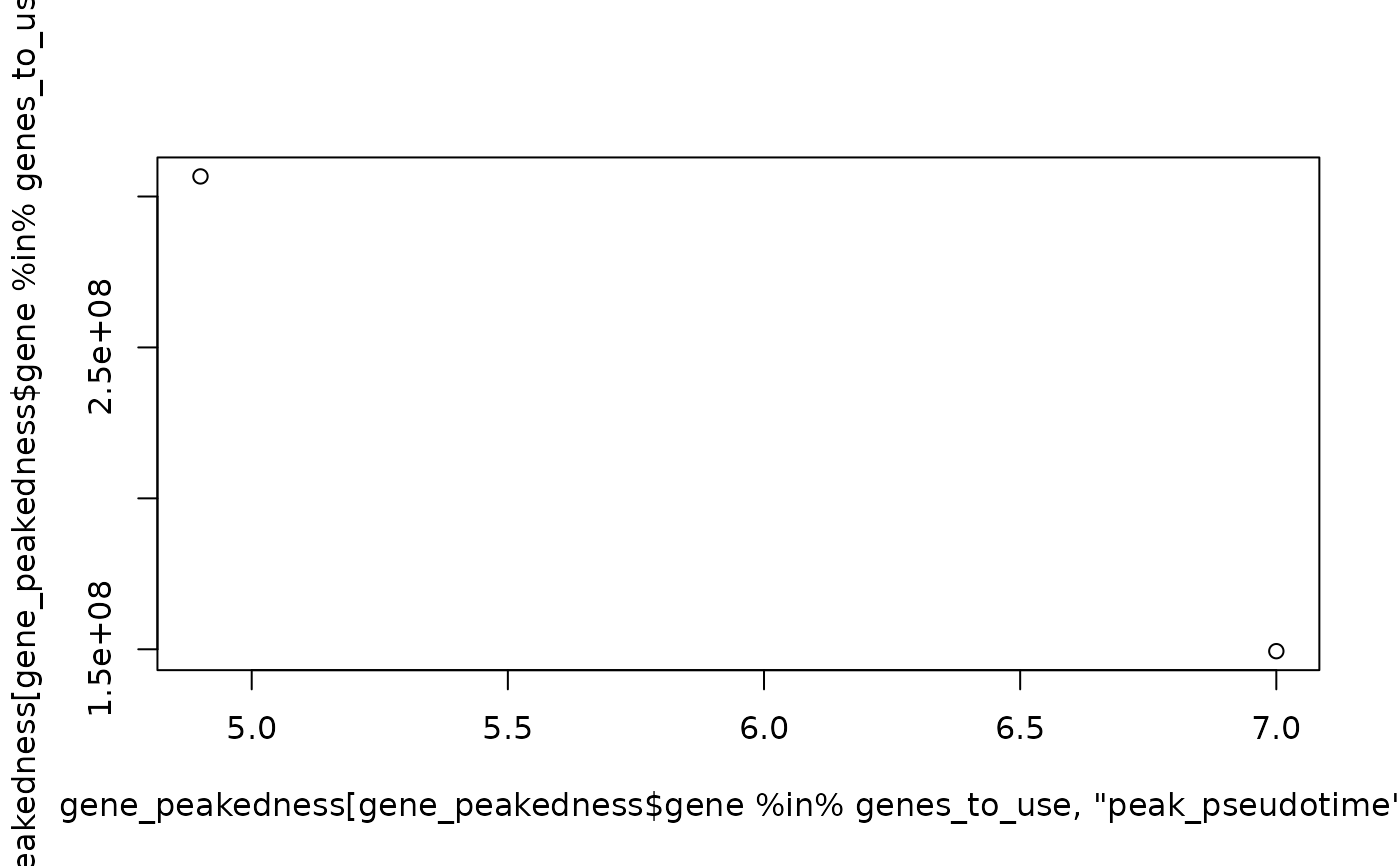 eakedness[gene_peakedness$gene %in% genes_to_us
2.5e+08
1.5e+08
5.0 5.5 6.0 6.5 7.0
gene_peakedness[gene_peakedness$gene %in% genes_to_use, "peak_pseudotime"